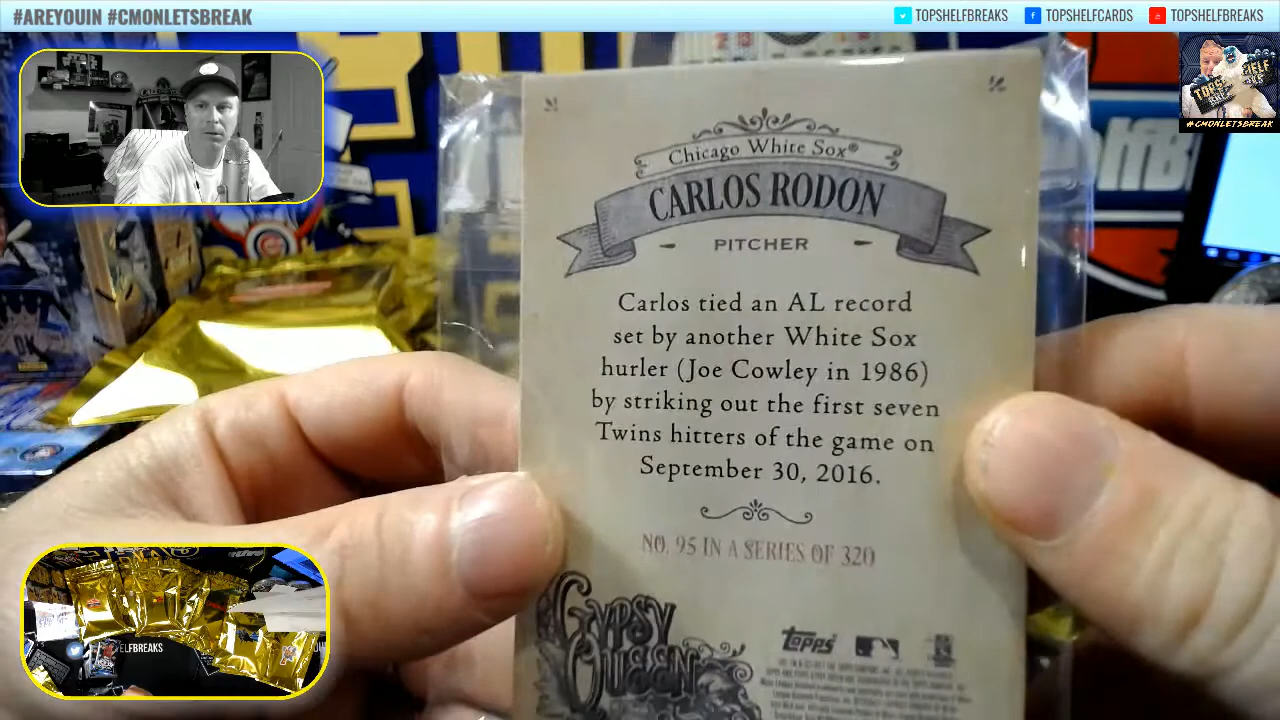 #AREYOUIN #CMONLETSBREAK
TOPSHELFBREAKS
TOPSHELFCARDS
TOPSHELFBREAKS
#CMONLETSBREAK
Chicago White Sox®
CARLOS RODON
PITCHER
Carlos tied an AL record
set by another White Sox
hurler (Joe Cowley in 1986)
by striking out the first seven
Twins hitters of the game on
September 30, 2016.
NO. 95 IN A SERIES OF 320
GYPSY
QUEEN
Topps
ELFBREAKS